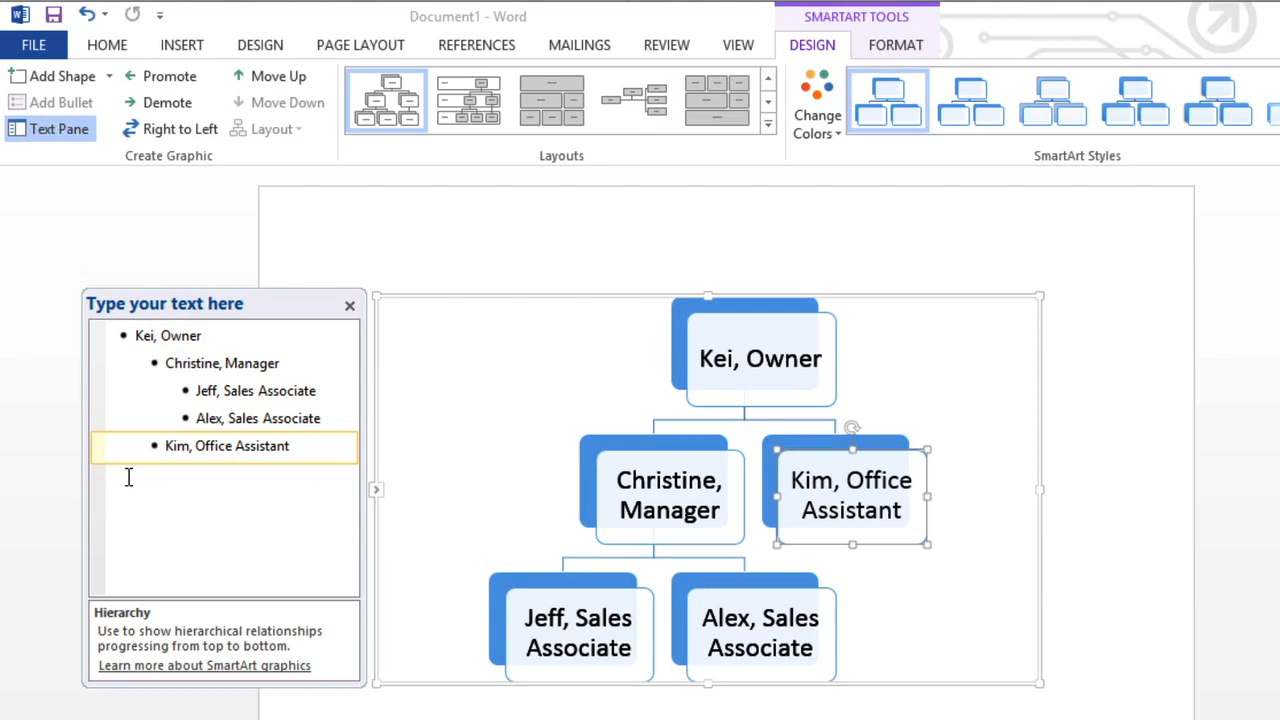 Document1 - Word
SMARTART TOOLS
FILE HOME INSERT DESIGN PAGE LAYOUT REFERENCES MAILINGS REVIEW VIEW DESIGN FORMAT
Add Shape Promote Move Up
Add Bullet Demote Move Down
Text Pane Right to Left Layout
Change
Colors
Create Graphic Layouts SmartArt Styles
Type your text here
Kei, Owner
Christine, Manager
Jeff, Sales Associate
Alex, Sales Associate
Kim, Office Assistant
Hierarchy
Use to show hierarchical relationships
progressing from top to bottom.
Learn more about SmartArt graphics
Kei, Owner
Christine,
Manager
Kim, Office
Assistant
Jeff, Sales
Associate
Alex, Sales
Associate